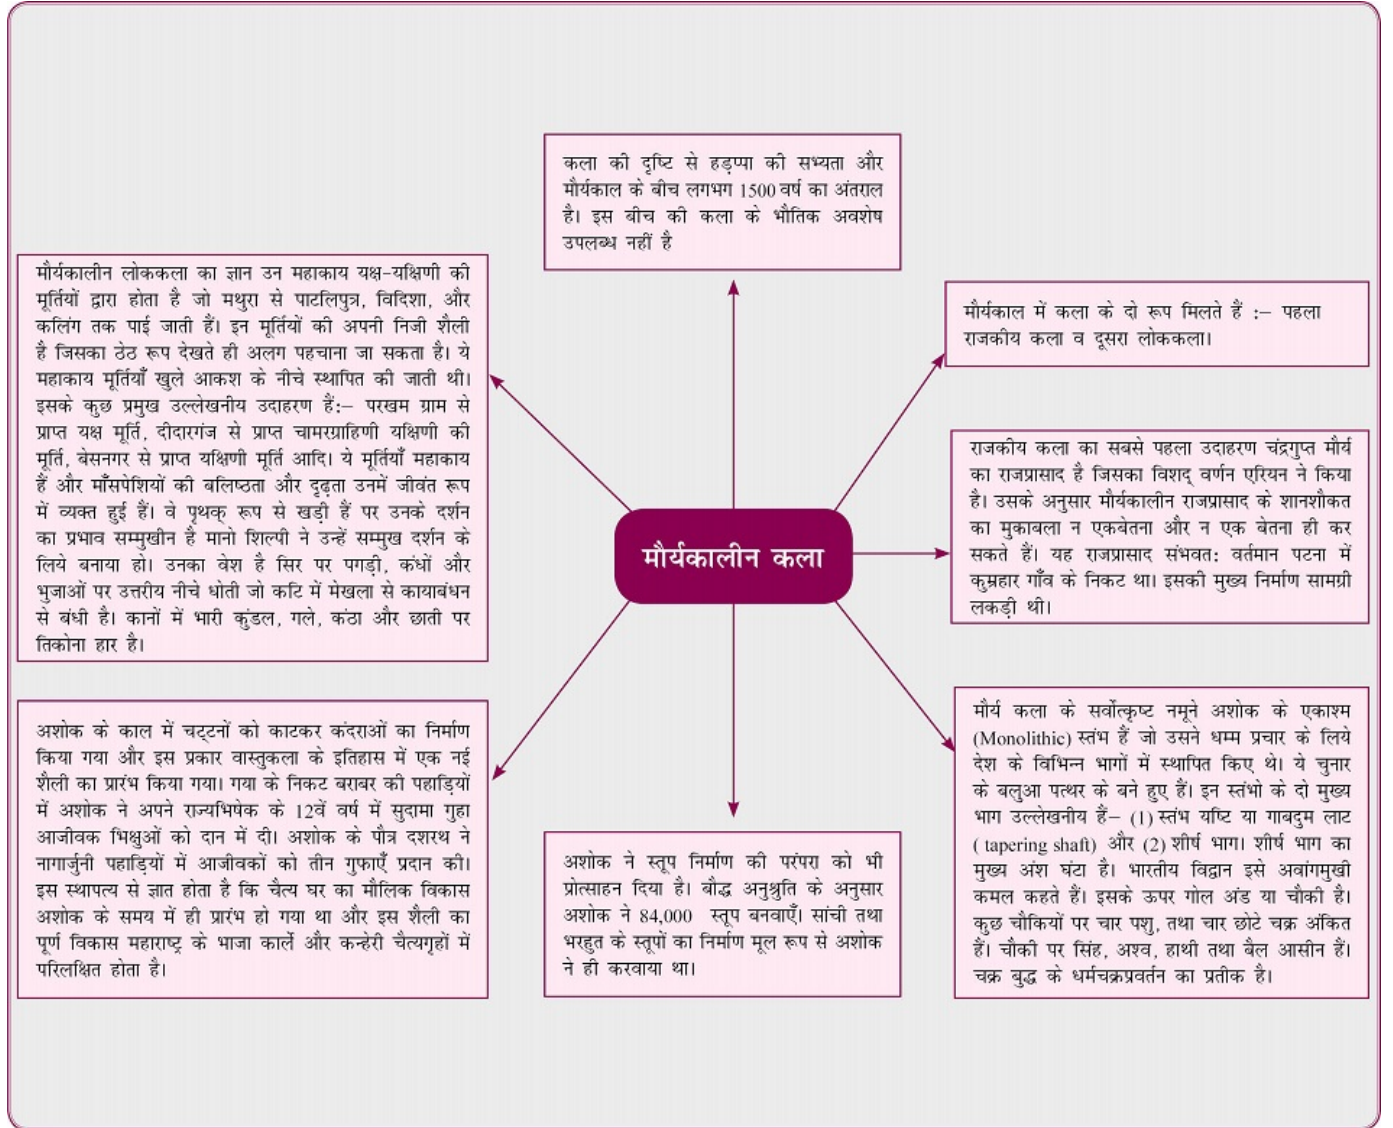 कला की दृष्टि से हड़प्पा की सभ्यता और
मौर्यकाल के बीच लगभग 1500 वर्ष का अंतराल
है। इस बीच की कला के भौतिक अवशेष
उपलब्ध नहीं है
मौर्यकाल में कला के दो रूप मिलते हैं :– पहला
राजकीय कला व दूसरा लोककला।
राजकीय कला का सबसे पहला उदाहरण चंद्रगुप्त मौर्य
का राजप्रासाद है जिसका विशद् वर्णन एरियन ने किया
है। उसके अनुसार मौर्यकालीन राजप्रासाद के शानशौकत
का मुकाबला न एकबेतना और न एक बेतना ही कर
सकते हैं। यह राजप्रासाद संभवत: वर्तमान पटना में
कुम्रहार गाँव के निकट था। इसकी मुख्य निर्माण सामग्री
लकड़ी थी।
मौर्यकालीन कला
मौर्य कला के सर्वोत्कृष्ट नमूने अशोक के एकाश्म
(Monolithic) स्तंभ हैं जो उसने धम्म प्रचार के लिये
देश के विभिन्न भागों में स्थापित किए थे। ये चुनार
के बलुआ पत्थर के बने हुए हैं। इन स्तंभो के दो मुख्य
भाग उल्लेखनीय हैं– (1) स्तंभ यष्टि या गाबदुम लाट
( tapering shaft) और (2) शीर्ष भाग। शीर्ष भाग का
मुख्य अंश घंटा है। भारतीय विद्वान इसे अवांगमुखी
कमल कहते हैं। इसके ऊपर गोल अंड या चौकी है।
कुछ चौकियों पर चार पशु, तथा चार छोटे चक्र अंकित
हैं। चौकी पर सिंह, अश्व, हाथी तथा बैल आसीन हैं।
चक्र बुद्ध के धर्मचक्रप्रवर्तन का प्रतीक है।
अशोक ने स्तूप निर्माण की परंपरा को भी
प्रोत्साहन दिया है। बौद्ध अनुश्रुति के अनुसार
अशोक ने 84,000 स्तूप बनवाएँ। सांची तथा
भरहुत के स्तूपों का निर्माण मूल रूप से अशोक
ने ही करवाया था।
अशोक के काल में चट्टनों को काटकर कंदराओं का निर्माण
किया गया और इस प्रकार वास्तुकला के इतिहास में एक नई
शैली का प्रारंभ किया गया। गया के निकट बराबर की पहाड़ियों
में अशोक ने अपने राज्यभिषेक के 12वें वर्ष में सुदामा गुहा
आजीवक भिक्षुओं को दान में दी। अशोक के पौत्र दशरथ ने
नागार्जुनी पहाड़ियों में आजीवकों को तीन गुफाएँ प्रदान की।
इस स्थापत्य से ज्ञात होता है कि चैत्य घर का मौलिक विकास
अशोक के समय में ही प्रारंभ हो गया था और इस शैली का
पूर्ण विकास महाराष्ट्र के भाजा कार्ले और कन्हेरी चैत्यगृहों में
परिलक्षित होता है।
मौर्यकालीन लोककला का ज्ञान उन महाकाय यक्ष-यक्षिणी की
मूर्तियों द्वारा होता है जो मथुरा से पाटलिपुत्र, विदिशा, और
कलिंग तक पाई जाती हैं। इन मूर्तियों की अपनी निजी शैली
है जिसका ठेठ रूप देखते ही अलग पहचाना जा सकता है। ये
महाकाय मूर्तियाँ खुले आकश के नीचे स्थापित की जाती थी।
इसके कुछ प्रमुख उल्लेखनीय उदाहरण हैं:– परखम ग्राम से
प्राप्त यक्ष मूर्ति, दीदारगंज से प्राप्त चामरग्राहिणी यक्षिणी की
मूर्ति, बेसनगर से प्राप्त यक्षिणी मूर्ति आदि। ये मूर्तियाँ महाकाय
हैं और माँसपेशियों की बलिष्ठता और दृढ़ता उनमें जीवंत रूप
में व्यक्त हुई हैं। वे पृथक् रूप से खड़ी हैं पर उनके दर्शन
का प्रभाव सम्मुखीन है मानो शिल्पी ने उन्हें सम्मुख दर्शन के
लिये बनाया हो। उनका वेश है सिर पर पगड़ी, कंधों और
भुजाओं पर उत्तरीय नीचे धोती जो कटि में मेखला से कायाबंधन
से बंधी है। कानों में भारी कुंडल, गले, कंठा और छाती पर
तिकोना हार है।